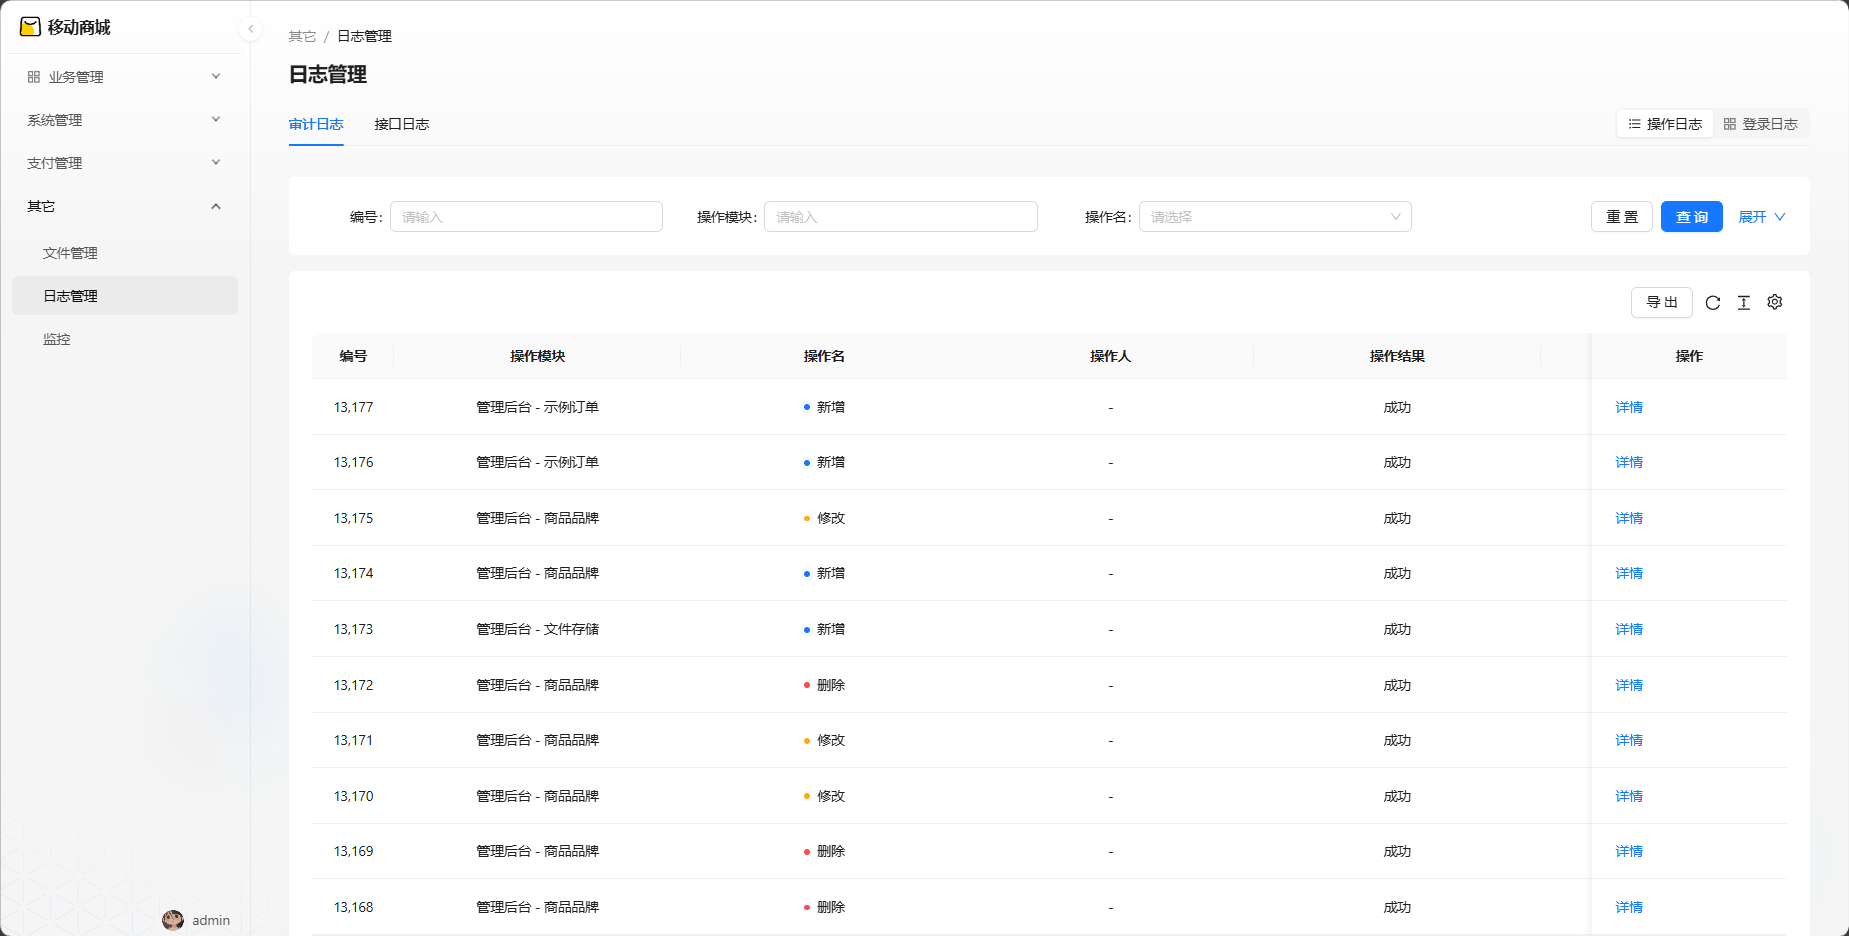 移动商城
业务管理
系统管理
支付管理
其它
文件管理
日志管理
监控
admin
其它 / 日志管理
日志管理
审计日志 接口日志
操作日志 登录日志
编号: 请输入 操作模块: 请输入 操作名: 请选择 重 置 查 询 展开
导 出
编号 操作模块 操作名 操作人 操作结果 操作
13,177 管理后台 - 示例订单 新增 - 成功 详情
13,176 管理后台 - 示例订单 新增 - 成功 详情
13,175 管理后台 - 商品品牌 修改 - 成功 详情
13,174 管理后台 - 商品品牌 新增 - 成功 详情
13,173 管理后台 - 文件存储 新增 - 成功 详情
13,172 管理后台 - 商品品牌 删除 - 成功 详情
13,171 管理后台 - 商品品牌 修改 - 成功 详情
13,170 管理后台 - 商品品牌 修改 - 成功 详情
13,169 管理后台 - 商品品牌 删除 - 成功 详情
13,168 管理后台 - 商品品牌 删除 - 成功 详情